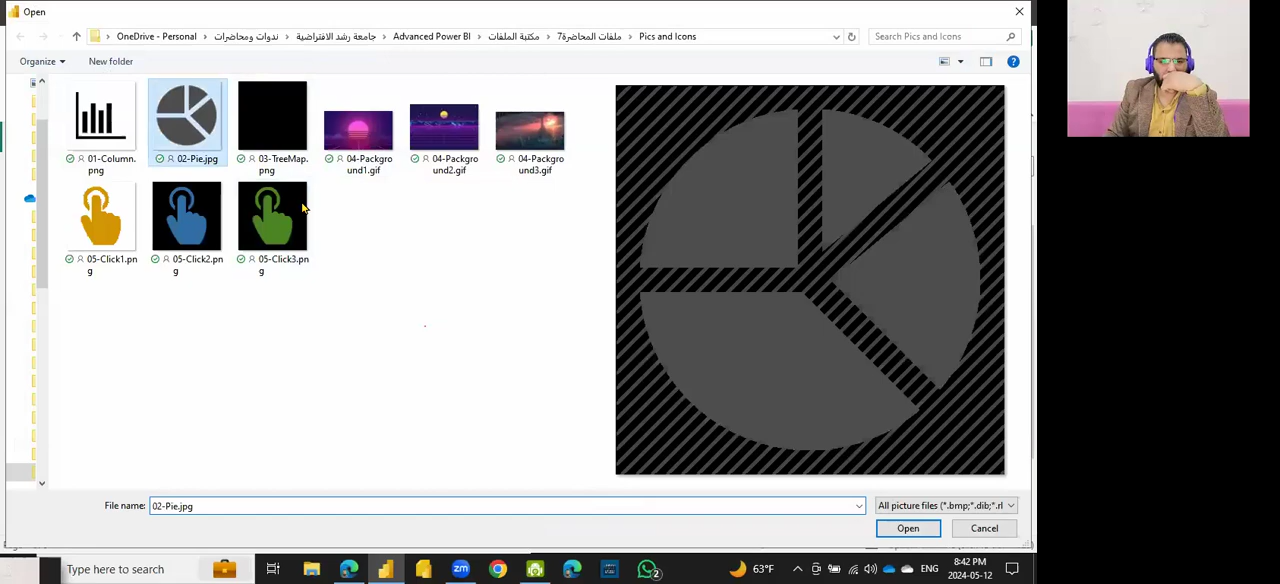 Open
OneDrive - Personal › ندوات ومحاضرات › جامعة رشد الافتراضية › Advanced Power BI › مكتبة الملفات › ملفات المحاضرة7 › Pics and Icons
Search Pics and Icons
Organize
New folder
01-Column.png
02-Pie.jpg
03-TreeMap.png
04-Packground1.gif
04-Packground2.gif
04-Packground3.gif
05-Click1.png
05-Click2.png
05-Click3.png
File name:
02-Pie.jpg
All picture files (*.bmp;*.dib;*.rl
Open
Cancel
Type here to search
zm
2
63°F
ENG
8:42 PM
2024-05-12